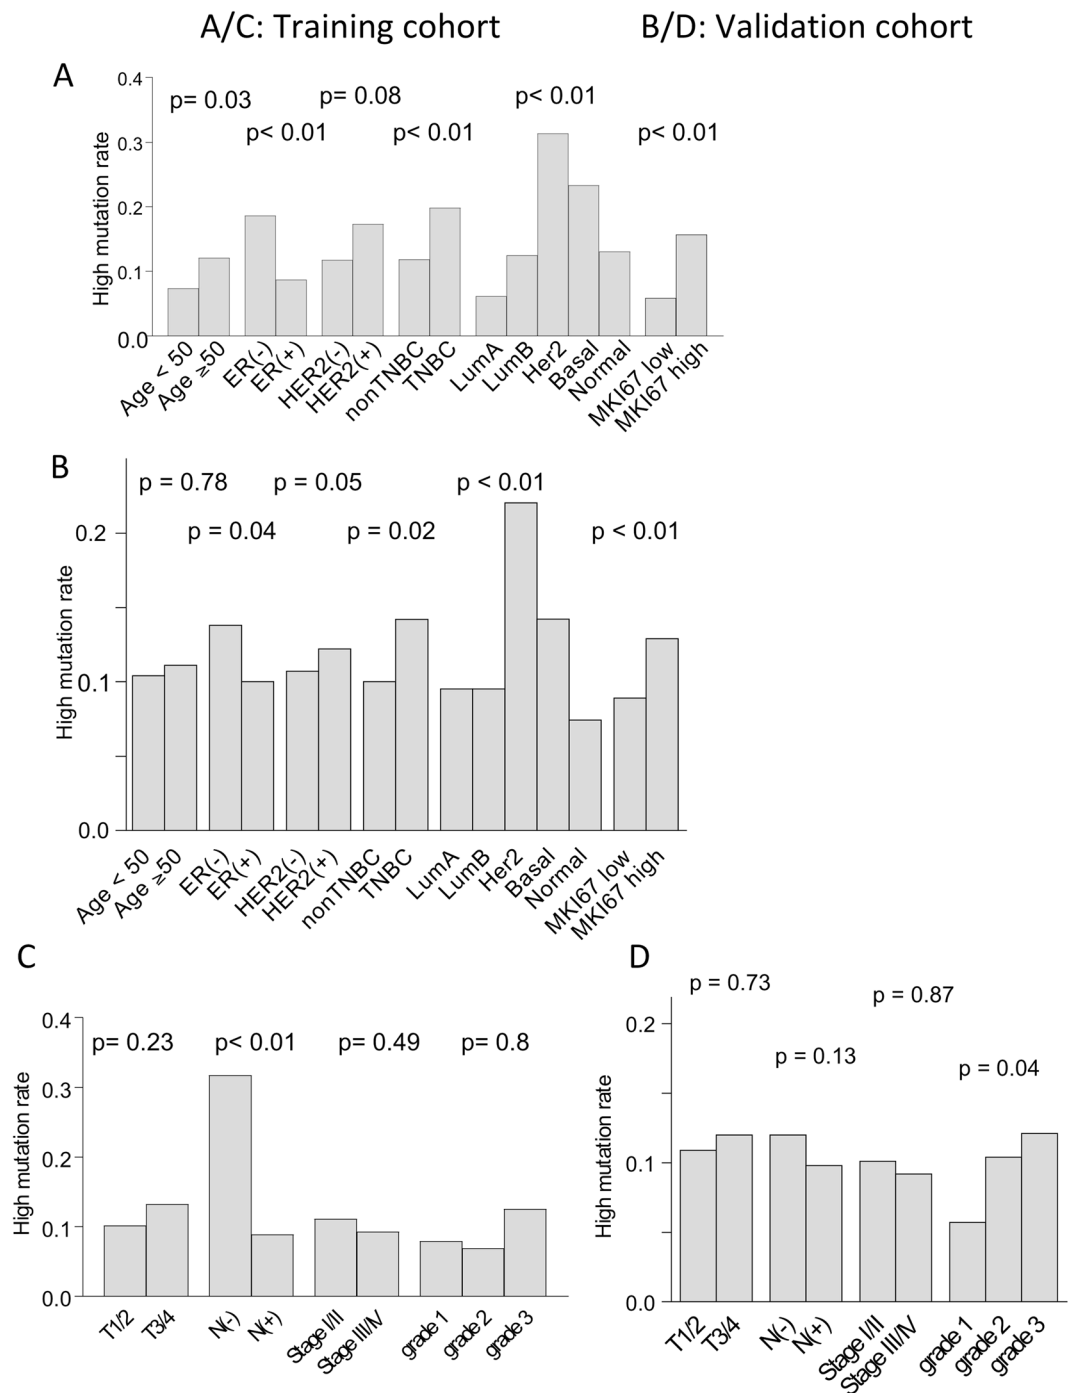 A/C: Training cohort
B/D: Validation cohort
A
High mutation rate
0.4
0.3
0.2
0.1
0.0
p= 0.03
p< 0.01
p= 0.08
p< 0.01
p< 0.01
p< 0.01
Age < 50
Age ≥50
ER(-)
ER(+)
HER2(-)
HER2(+)
nonTNBC
TNBC
LumA
LumB
Her2
Basal
Normal
MKI67 low
MKI67 high
B
High mutation rate
0.2
0.1
0.0
p = 0.78
p = 0.04
p = 0.05
p = 0.02
p < 0.01
p < 0.01
Age < 50
Age ≥50
ER(-)
ER(+)
HER2(-)
HER2(+)
nonTNBC
TNBC
LumA
LumB
Her2
Basal
Normal
MKI67 low
MKI67 high
C
High mutation rate
0.4
0.3
0.2
0.1
0.0
p= 0.23
p< 0.01
p= 0.49
p= 0.8
T1/2
T3/4
N(-)
N(+)
Stage I/II
Stage III/IV
grade 1
grade 2
grade 3
D
High mutation rate
0.2
0.1
0.0
p = 0.73
p = 0.13
p = 0.87
p = 0.04
T1/2
T3/4
N(-)
N(+)
Stage I/II
Stage III/IV
grade 1
grade 2
grade 3